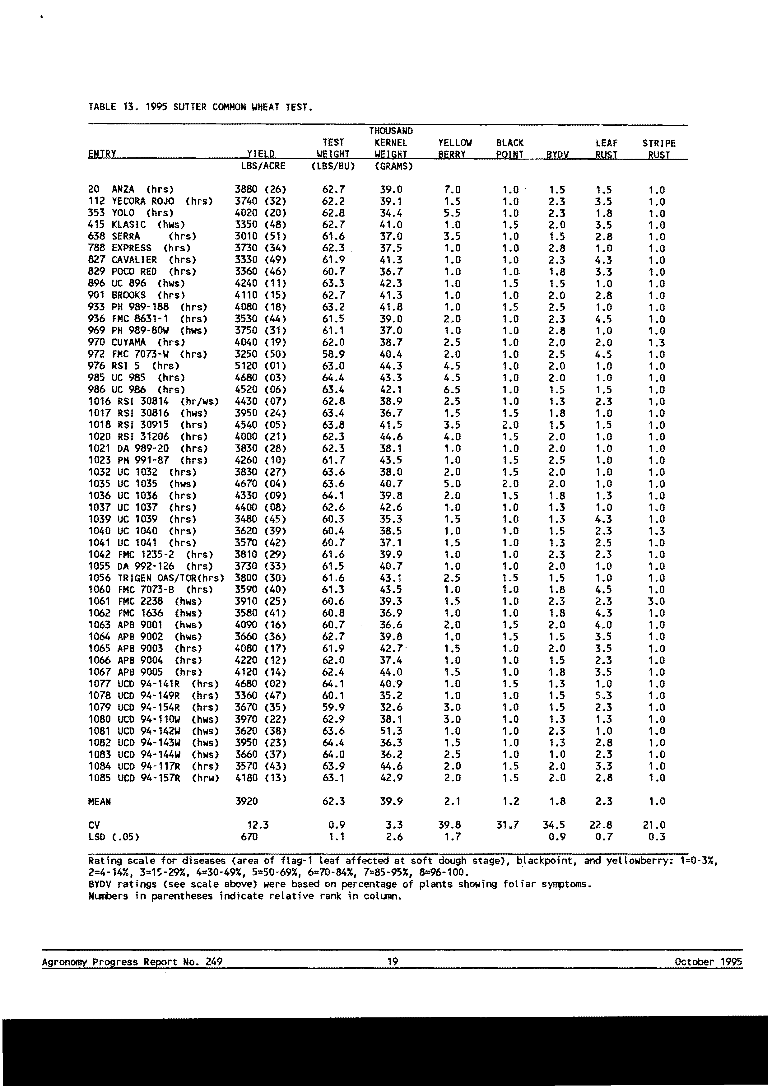 TABLE 13. 1995 SUTTER COMMON WHEAT TEST.
THOUSAND
TEST KERNEL YELLOW BLACK LEAF STRIPE
ENTRY YIELD WEIGHT WEIGHT BERRY POINT BYDV RUST RUST
LBS/ACRE (LBS/BU) (GRAMS)
20 ANZA (hrs) 3880 (26) 62.7 39.0 7.0 1.0 1.5 1.5 1.0
112 YECORA ROJO (hrs) 3740 (32) 62.2 39.1 1.5 1.0 2.3 3.5 1.0
353 YOLO (hrs) 4020 (20) 62.8 34.4 5.5 1.0 2.3 1.8 1.0
415 KLASIC (hws) 3350 (48) 62.7 41.0 1.0 1.5 2.0 3.5 1.0
638 SERRA (hrs) 3010 (51) 61.6 37.0 3.5 1.0 1.5 2.8 1.0
788 EXPRESS (hrs) 3730 (34) 62.3 37.5 1.0 1.0 2.8 1.0 1.0
827 CAVALIER (hrs) 3330 (49) 61.9 41.3 1.0 1.0 2.3 4.3 1.0
829 POCO RED (hrs) 3360 (46) 60.7 36.7 1.0 1.0 1.8 3.3 1.0
896 UC 896 (hws) 4240 (11) 63.3 42.3 1.0 1.5 1.5 1.0 1.0
901 BROOKS (hrs) 4110 (15) 62.7 41.3 1.0 1.0 2.0 2.8 1.0
933 PH 989-188 (hrs) 4080 (18) 63.2 41.8 1.0 1.5 2.5 1.0 1.0
936 FMC 8631-1 (hrs) 3530 (44) 61.5 39.0 2.0 1.0 2.3 4.5 1.0
969 PH 989-80W (hws) 3750 (31) 61.1 37.0 1.0 1.0 2.8 1.0 1.0
970 CUYAMA (hrs) 4040 (19) 62.0 38.7 2.5 1.0 2.0 2.0 1.3
972 FMC 7073-W (hrs) 3250 (50) 58.9 40.4 2.0 1.0 2.5 4.5 1.0
976 RSI 5 (hrs) 5120 (01) 63.0 44.3 4.5 1.0 2.0 1.0 1.0
985 UC 985 (hrs) 4680 (03) 64.4 43.3 4.5 1.0 2.0 1.0 1.0
986 UC 986 (hrs) 4520 (06) 63.4 42.1 6.5 1.0 1.5 1.5 1.0
1016 RSI 30814 (hr/ws) 4430 (07) 62.8 38.9 2.5 1.0 1.3 2.3 1.0
1017 RSI 30816 (hws) 3950 (24) 63.4 36.7 1.5 1.5 1.8 1.0 1.0
1018 RSI 30915 (hrs) 4540 (05) 63.8 41.5 3.5 2.0 1.5 1.5 1.0
1020 RSI 31206 (hrs) 4000 (21) 62.3 44.6 4.0 1.5 2.0 1.0 1.0
1021 DA 989-20 (hrs) 3830 (28) 62.3 38.1 1.0 1.0 2.0 1.0 1.0
1023 PH 991-87 (hrs) 4260 (10) 61.7 43.5 1.0 1.5 2.5 1.0 1.0
1032 UC 1032 (hrs) 3830 (27) 63.6 38.0 2.0 1.5 2.0 1.0 1.0
1035 UC 1035 (hws) 4670 (04) 63.6 40.7 5.0 2.0 2.0 1.0 1.0
1036 UC 1036 (hrs) 4330 (09) 64.1 39.8 2.0 1.5 1.8 1.3 1.0
1037 UC 1037 (hrs) 4400 (08) 62.6 42.6 1.0 1.0 1.3 1.0 1.0
1039 UC 1039 (hrs) 3480 (45) 60.3 35.3 1.5 1.0 1.3 4.3 1.0
1040 UC 1040 (hrs) 3620 (39) 60.4 38.5 1.0 1.0 1.5 2.3 1.3
1041 UC 1041 (hrs) 3570 (42) 60.7 37.1 1.5 1.0 1.3 2.5 1.0
1042 FMC 1235-2 (hrs) 3810 (29) 61.6 39.9 1.0 1.0 2.3 2.3 1.0
1055 DA 992-126 (hrs) 3730 (33) 61.5 40.7 1.0 1.0 2.0 1.0 1.0
1056 TRIGEN OAS/TOR(hrs) 3800 (30) 61.6 43.1 2.5 1.5 1.5 1.0 1.0
1060 FMC 7073-B (hrs) 3590 (40) 61.3 43.5 1.0 1.0 1.8 4.5 1.0
1061 FMC 2238 (hws) 3910 (25) 60.6 39.3 1.5 1.0 2.3 2.3 3.0
1062 FMC 1636 (hws) 3580 (41) 60.8 36.9 1.0 1.0 1.8 4.3 1.0
1063 APB 9001 (hws) 4090 (16) 60.7 36.6 2.0 1.5 2.0 4.0 1.0
1064 APB 9002 (hws) 3660 (36) 62.7 39.8 1.0 1.5 1.5 3.5 1.0
1065 APB 9003 (hrs) 4080 (17) 61.9 42.7 1.5 1.0 2.0 3.5 1.0
1066 APB 9004 (hrs) 4220 (12) 62.0 37.4 1.0 1.0 1.5 2.3 1.0
1067 APB 9005 (hrs) 4120 (14) 62.4 44.0 1.5 1.0 1.8 3.5 1.0
1077 UCD 94-141R (hrs) 4680 (02) 64.1 40.9 1.0 1.5 1.3 1.0 1.0
1078 UCD 94-149R (hrs) 3360 (47) 60.1 35.2 1.0 1.0 1.5 5.3 1.0
1079 UCD 94-154R (hrs) 3670 (35) 59.9 32.6 3.0 1.0 1.5 2.3 1.0
1080 UCD 94-110W (hws) 3970 (22) 62.9 38.1 3.0 1.0 1.3 1.3 1.0
1081 UCD 94-142W (hws) 3620 (38) 63.6 51.3 1.0 1.0 2.3 1.0 1.0
1082 UCD 94-143W (hws) 3950 (23) 64.4 36.3 1.5 1.5 1.3 2.8 1.0
1083 UCD 94-144W (hws) 3660 (37) 64.0 36.2 2.5 1.0 1.0 2.3 1.0
1084 UCD 94-117R (hrs) 3570 (43) 63.9 44.6 2.0 1.5 2.0 3.3 1.0
1085 UCD 94-157R (hrw) 4180 (13) 63.1 42.9 2.0 1.5 2.0 2.8 1.0
MEAN 3920 62.3 39.9 2.1 1.2 1.8 2.3 1.0
CV 12.3 0.9 3.3 39.8 31.7 34.5 22.8 21.0
LSD (.05) 670 1.1 2.6 1.7 0.9 0.7 0.3
Rating scale for diseases (area of flag-1 leaf affected at soft dough stage), blackpoint, and yellowberry: 1=0-3%,
2=4-14%, 3=15-29%, 4=30-49%, 5=50-69%, 6=70-84%, 7=85-95%, 8=96-100.
BYDV ratings (see scale above) were based on percentage of plants showing foliar symptoms.
Numbers in parentheses indicate relative rank in column.
Agronomy Progress Report No. 249 19 October 1995